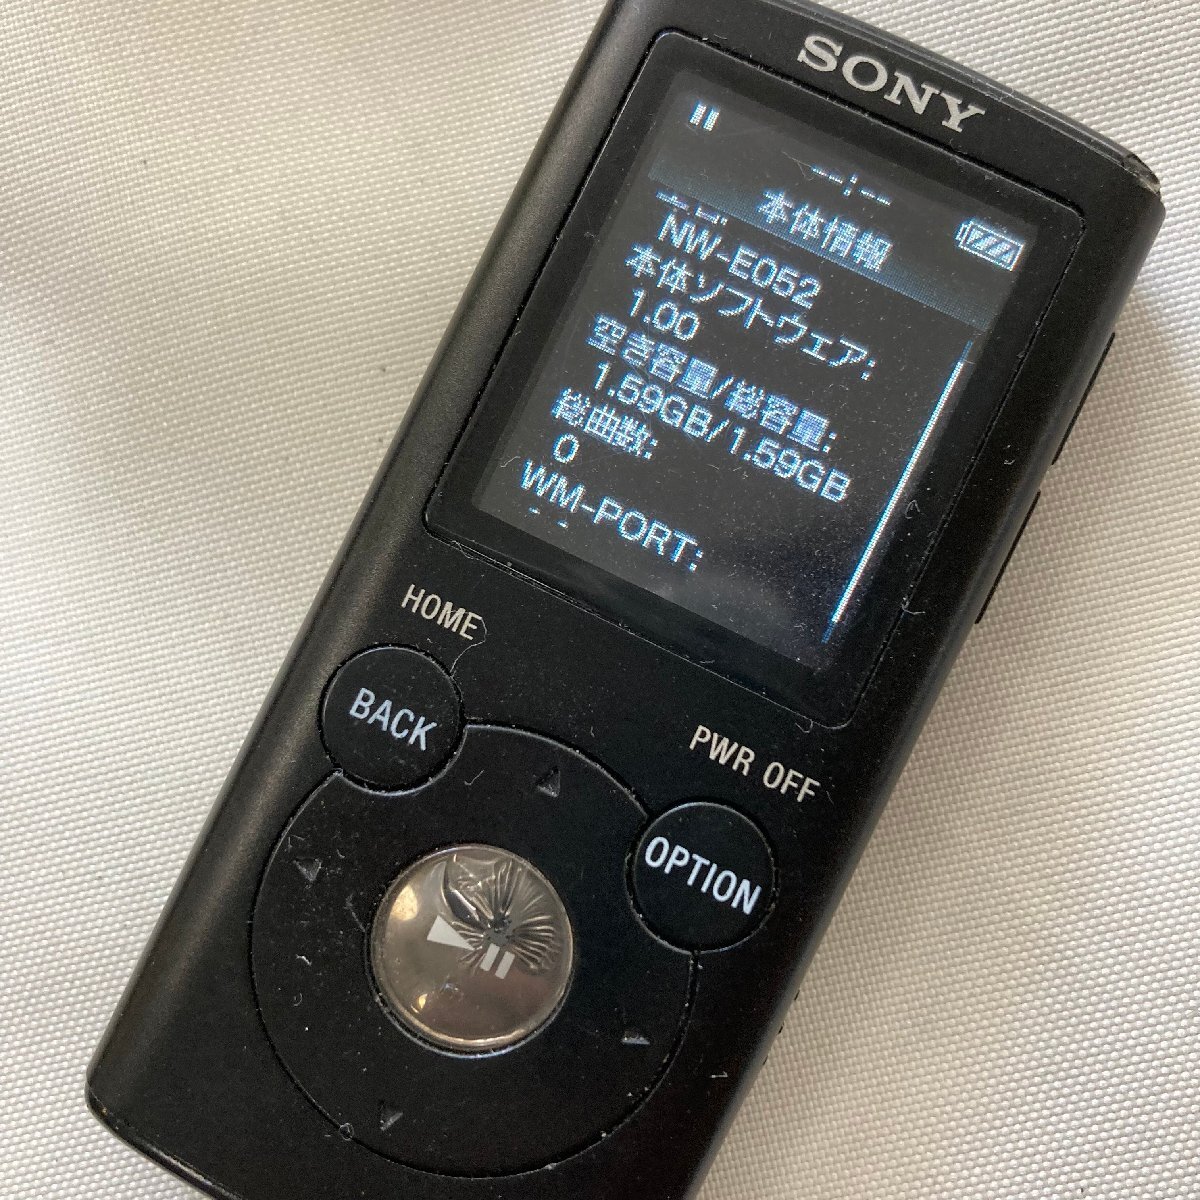 SONY
--:--
本体情報
NW-E052
本体ソフトウェア:
1.00
空き容量/総容量:
1.59GB/1.59GB
総曲数:
0
WM-PORT:
--
HOME
BACK
PWR OFF
OPTION